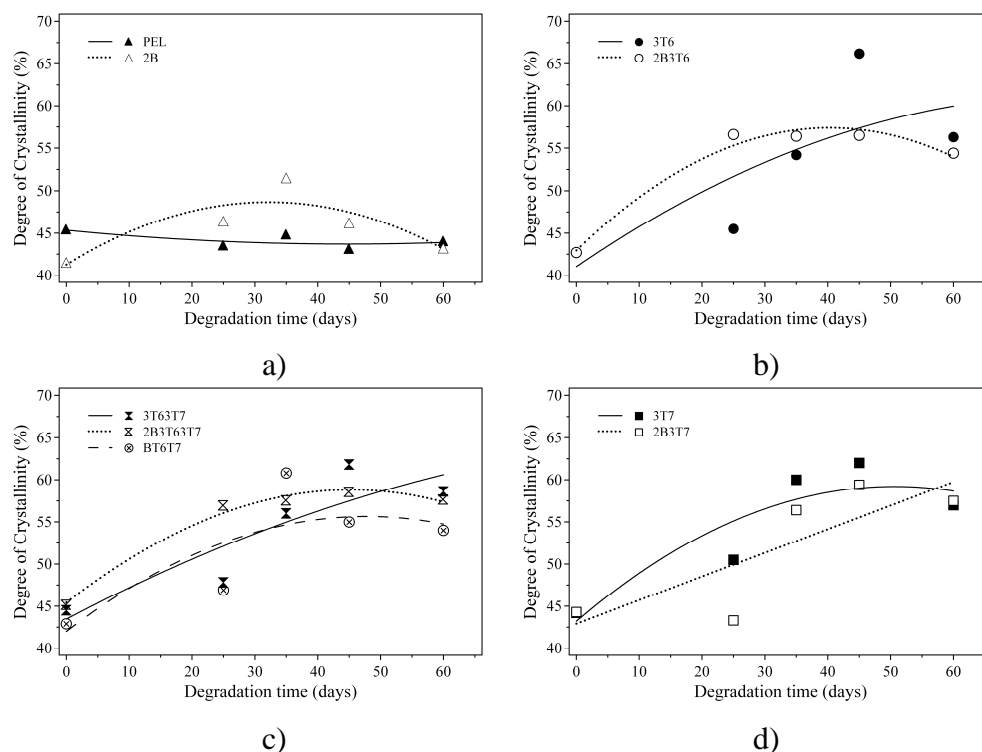 70
65
60
55
50
45
40
Degree of Crystallinity (%)
PEL
2B
0 10 20 30 40 50 60
Degradation time (days)
a)
70
65
60
55
50
45
40
Degree of Crystallinity (%)
3T6
2B3T6
0 10 20 30 40 50 60
Degradation time (days)
b)
70
65
60
55
50
45
40
Degree of Crystallinity (%)
3T63T7
2B3T63T7
BT6T7
0 10 20 30 40 50 60
Degradation time (days)
c)
70
65
60
55
50
45
40
Degree of Crystallinity (%)
3T7
2B3T7
0 10 20 30 40 50 60
Degradation time (days)
d)